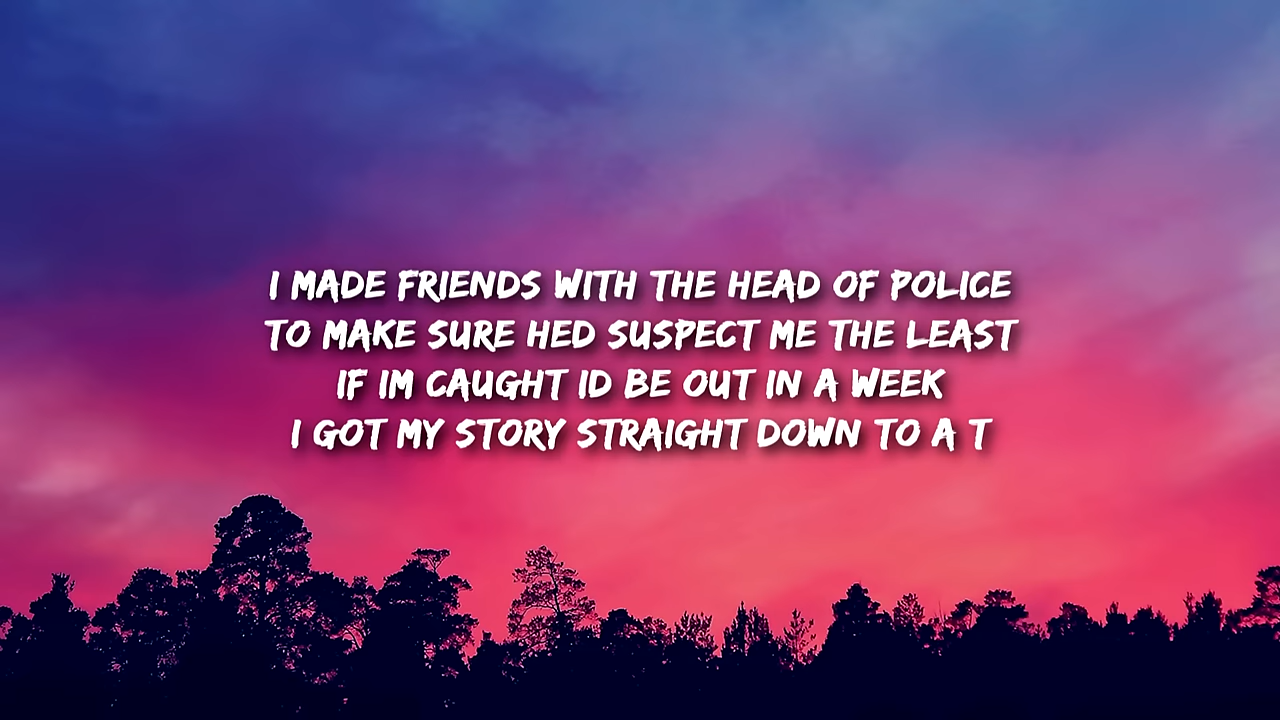 I MADE FRIENDS WITH THE HEAD OF POLICE
TO MAKE SURE HED SUSPECT ME THE LEAST
IF IM CAUGHT ID BE OUT IN A WEEK
I GOT MY STORY STRAIGHT DOWN TO A T